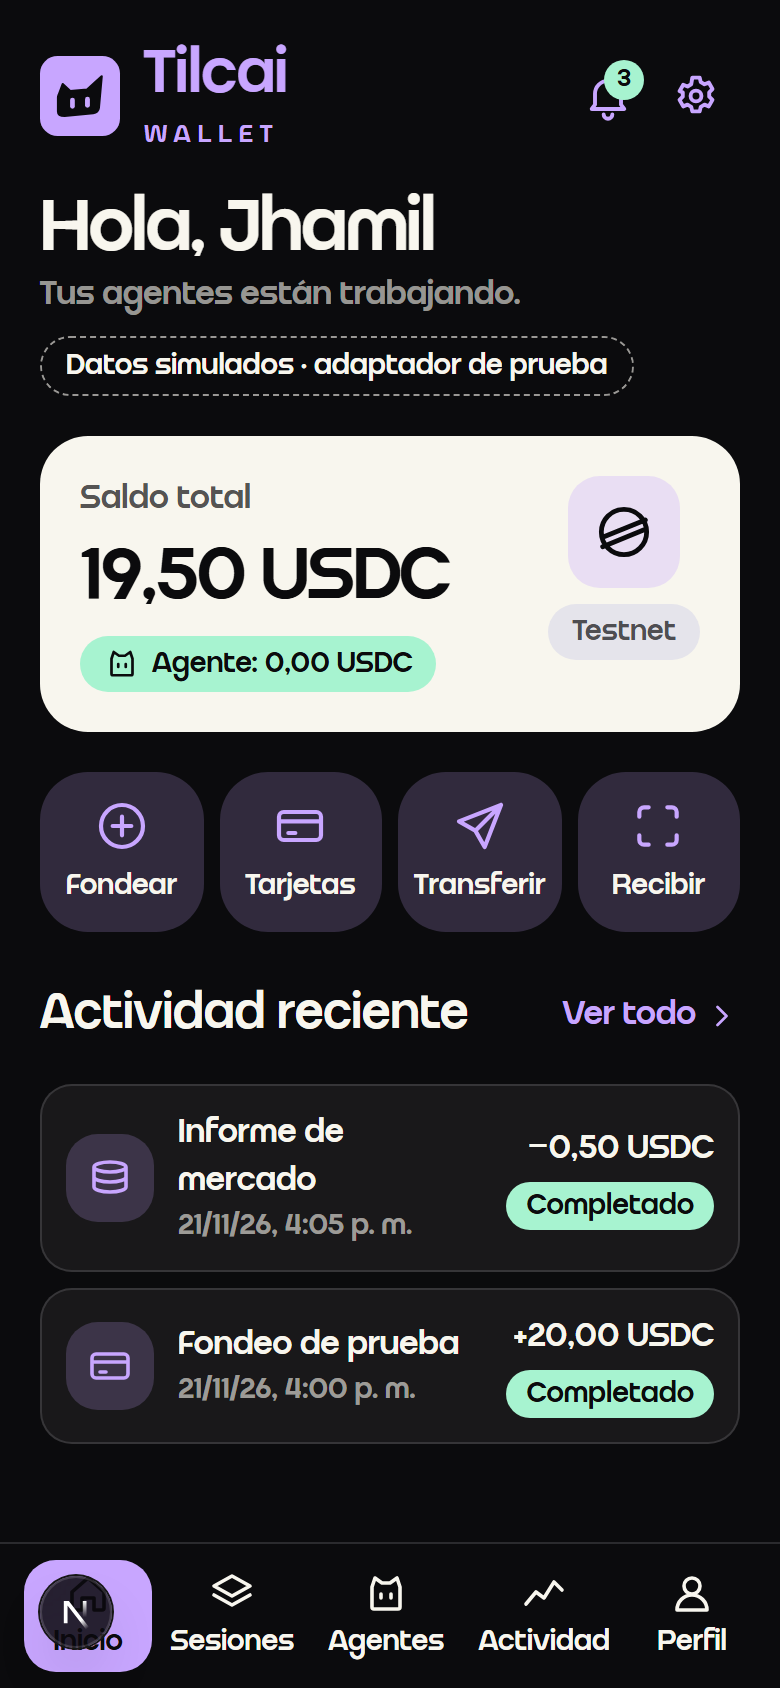 Tilcai
WALLET
3
Hola, Jhamil
Tus agentes están trabajando.
Datos simulados · adaptador de prueba
Saldo total
19,50 USDC
Agente: 0,00 USDC
Testnet
Fondear
Tarjetas
Transferir
Recibir
Actividad reciente
Ver todo
Informe de
mercado
21/11/26, 4:05 p. m.
−0,50 USDC
Completado
Fondeo de prueba
21/11/26, 4:00 p. m.
+20,00 USDC
Completado
N
Inicio
Sesiones
Agentes
Actividad
Perfil